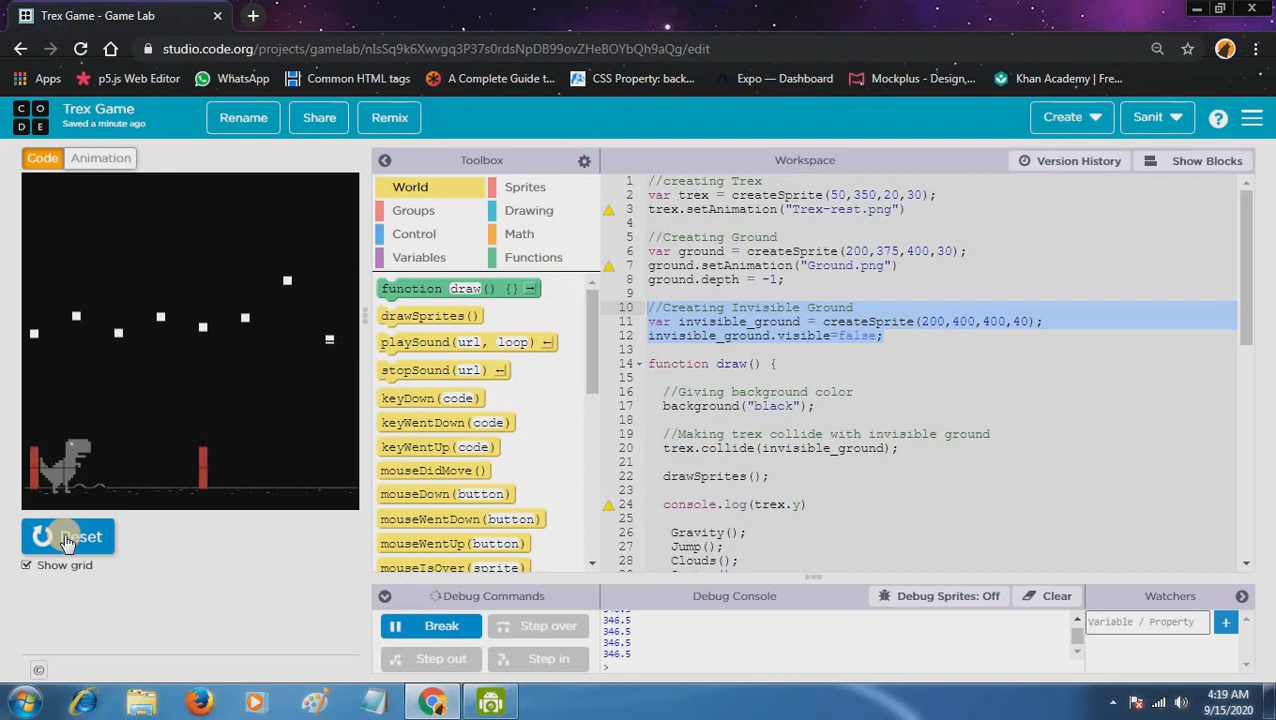 Trex Game - Game Lab
studio.code.org/projects/gamelab/nIsSq9k6Xwvgq3P37s0rdsNpDB99ovZHeBOYbQh9aQg/edit
Apps
p5.js Web Editor
WhatsApp
Common HTML tags
A Complete Guide t...
CSS Property: back...
Expo — Dashboard
Mockplus - Design,...
Khan Academy | Fre...
C O
D E
Trex Game
Saved a minute ago
Rename
Share
Remix
Create
Sanit
?
Code
Animation
Toolbox
Workspace
Version History
Show Blocks
World
Sprites
Groups
Drawing
Control
Math
Variables
Functions
function draw() {}
drawSprites()
playSound(url, loop)
stopSound(url)
keyDown(code)
keyWentDown(code)
keyWentUp(code)
mouseDidMove()
mouseDown(button)
mouseWentDown(button)
mouseWentUp(button)
mouseIsOver(sprite)
1 //creating Trex
2 var trex = createSprite(50,350,20,30);
3 trex.setAnimation("Trex-rest.png")
4
5 //Creating Ground
6 var ground = createSprite(200,375,400,30);
7 ground.setAnimation("Ground.png")
8 ground.depth = -1;
9
10 //Creating Invisible Ground
11 var invisible_ground = createSprite(200,400,400,40);
12 invisible_ground.visible=false;
13
14 function draw() {
15
16 //Giving background color
17 background("black");
18
19 //Making trex collide with invisible ground
20 trex.collide(invisible_ground);
21
22 drawSprites();
23
24 console.log(trex.y)
25
26 Gravity();
27 Jump();
28 Clouds();
Reset
Show grid
©
Debug Commands
Break
Step over
Step out
Step in
Debug Console
Debug Sprites: Off
Clear
346.5
346.5
346.5
346.5
>
Watchers
Variable / Property
+
4:19 AM
9/15/2020